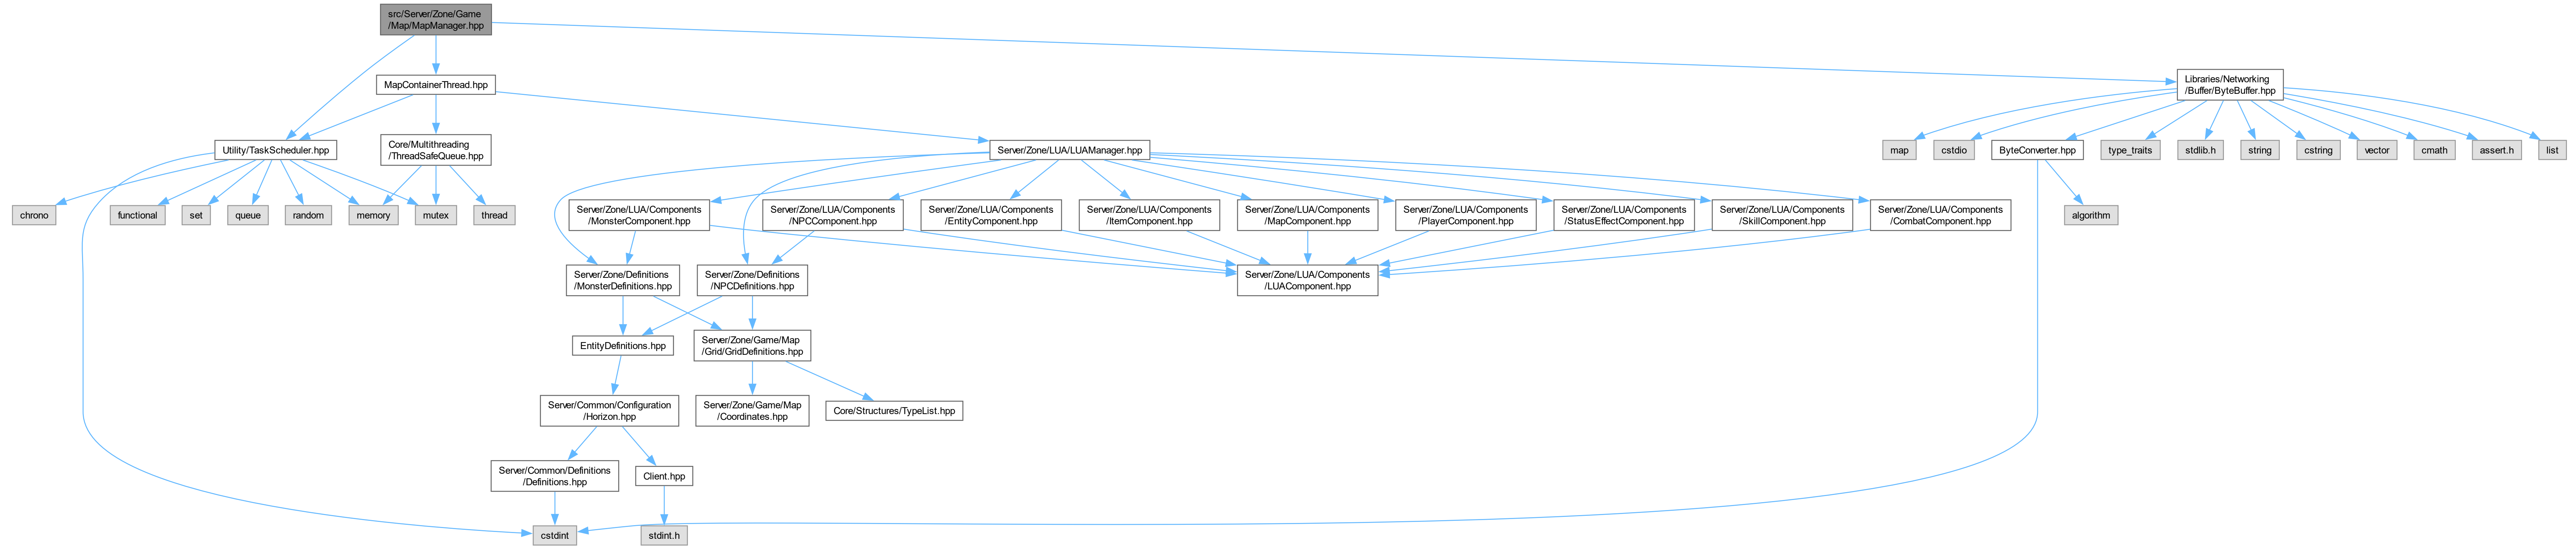 src/Server/Zone/Game
/Map/MapManager.hpp
MapContainerThread.hpp
Libraries/Networking
/Buffer/ByteBuffer.hpp
Utility/TaskScheduler.hpp
Core/Multithreading
/ThreadSafeQueue.hpp
Server/Zone/LUA/LUAManager.hpp
map
cstdio
ByteConverter.hpp
type_traits
stdlib.h
string
cstring
vector
cmath
assert.h
list
chrono
functional
set
queue
random
memory
mutex
thread
Server/Zone/LUA/Components
/MonsterComponent.hpp
Server/Zone/LUA/Components
/NPCComponent.hpp
Server/Zone/LUA/Components
/EntityComponent.hpp
Server/Zone/LUA/Components
/ItemComponent.hpp
Server/Zone/LUA/Components
/MapComponent.hpp
Server/Zone/LUA/Components
/PlayerComponent.hpp
Server/Zone/LUA/Components
/StatusEffectComponent.hpp
Server/Zone/LUA/Components
/SkillComponent.hpp
Server/Zone/LUA/Components
/CombatComponent.hpp
algorithm
Server/Zone/Definitions
/MonsterDefinitions.hpp
Server/Zone/Definitions
/NPCDefinitions.hpp
Server/Zone/LUA/Components
/LUAComponent.hpp
EntityDefinitions.hpp
Server/Zone/Game/Map
/Grid/GridDefinitions.hpp
Server/Common/Configuration
/Horizon.hpp
Server/Zone/Game/Map
/Coordinates.hpp
Core/Structures/TypeList.hpp
Server/Common/Definitions
/Definitions.hpp
Client.hpp
cstdint
stdint.h